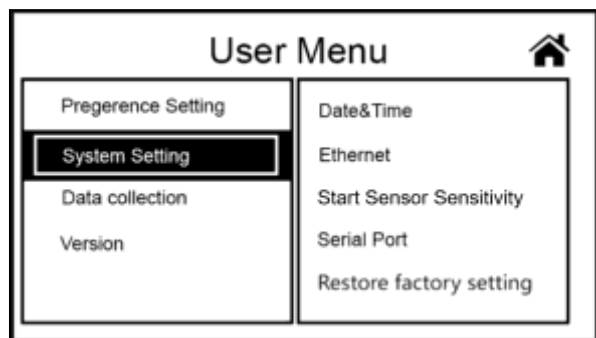 User Menu
Pregerence Setting
System Setting
Data collection
Version
Date&Time
Ethernet
Start Sensor Sensitivity
Serial Port
Restore factory setting